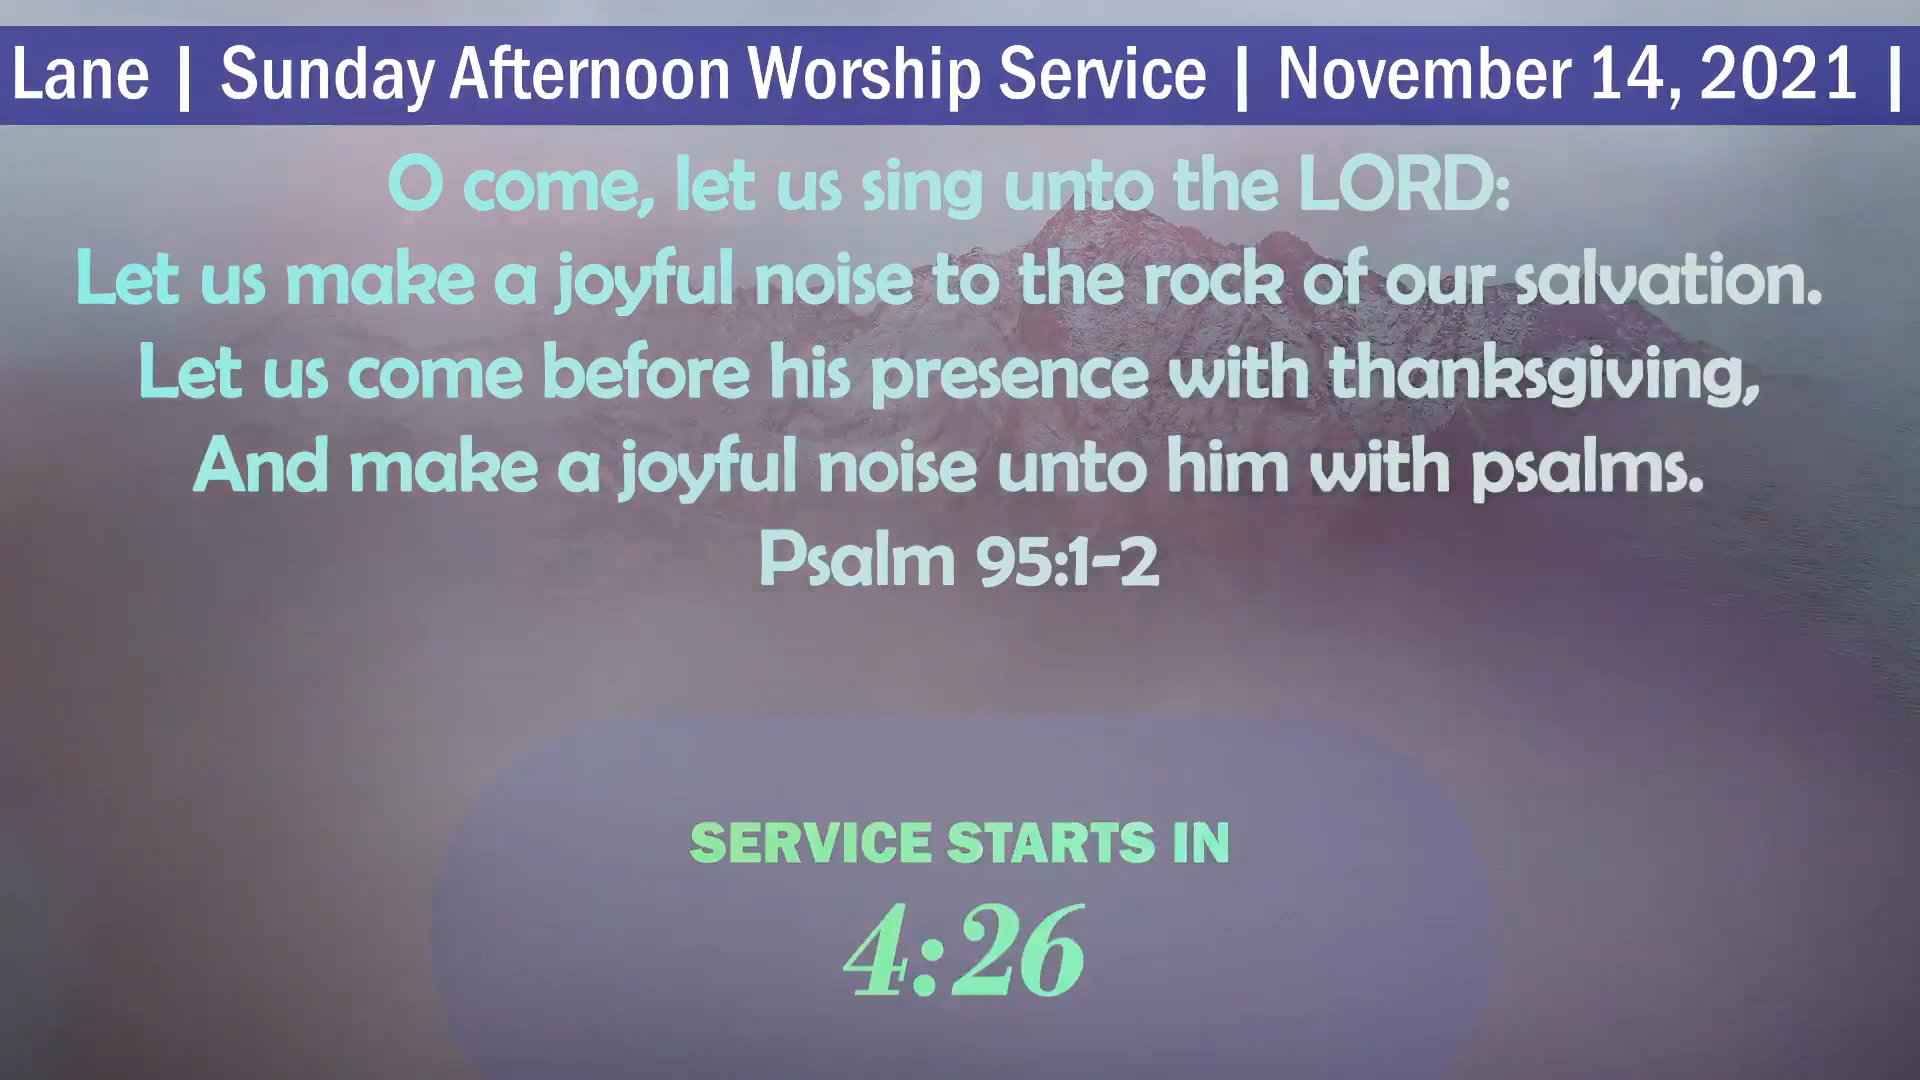 Lane | Sunday Afternoon Worship Service | November 14, 2021 |
O come, let us sing unto the LORD:
Let us make a joyful noise to the rock of our salvation.
Let us come before his presence with thanksgiving,
And make a joyful noise unto him with psalms.
Psalm 95:1-2
SERVICE STARTS IN
4:26